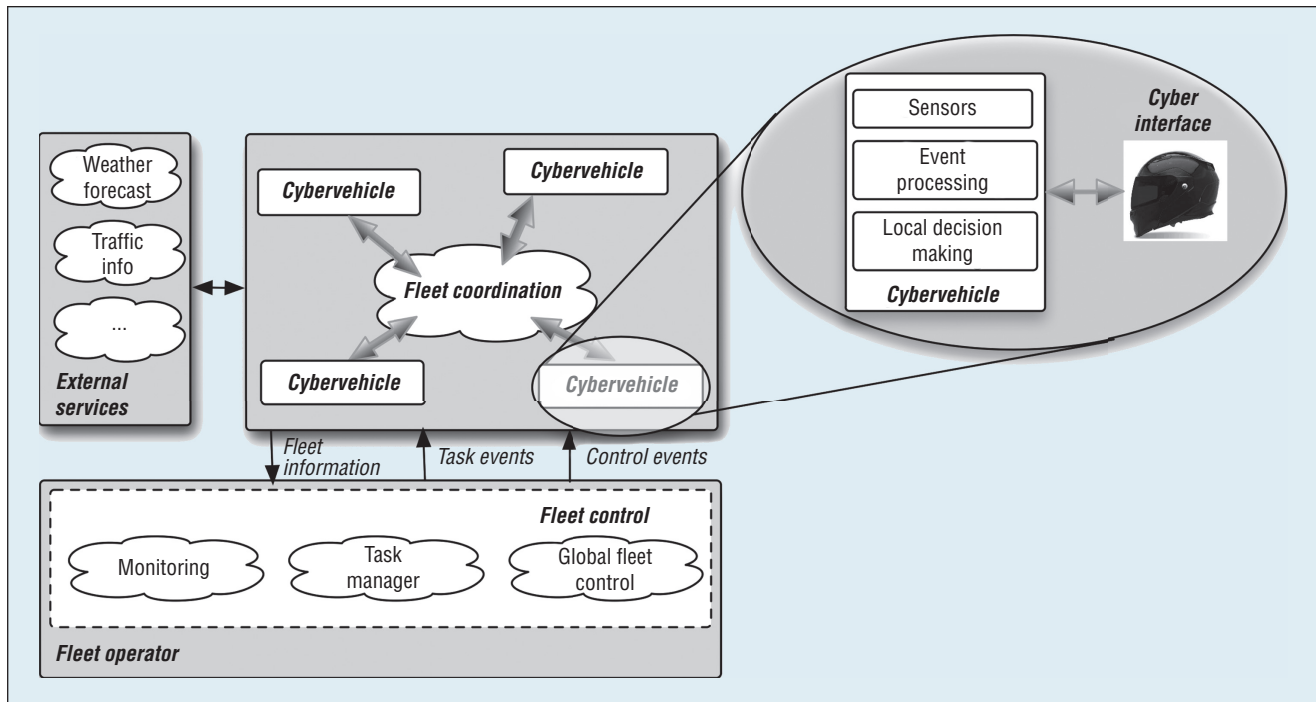 Weather
forecast
Traffic
info
...
External
services
Cybervehicle
Cybervehicle
Fleet coordination
Cybervehicle
Cybervehicle
Sensors
Event
processing
Local decision
making
Cybervehicle
Cyber
interface
Fleet
information
Task events
Control events
Fleet control
Monitoring
Task
manager
Global fleet
control
Fleet operator